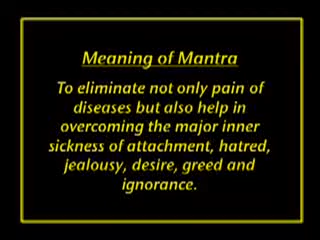 Meaning of Mantra
To eliminate not only pain of
diseases but also help in
overcoming the major inner
sickness of attachment, hatred,
jealousy, desire, greed and
ignorance.